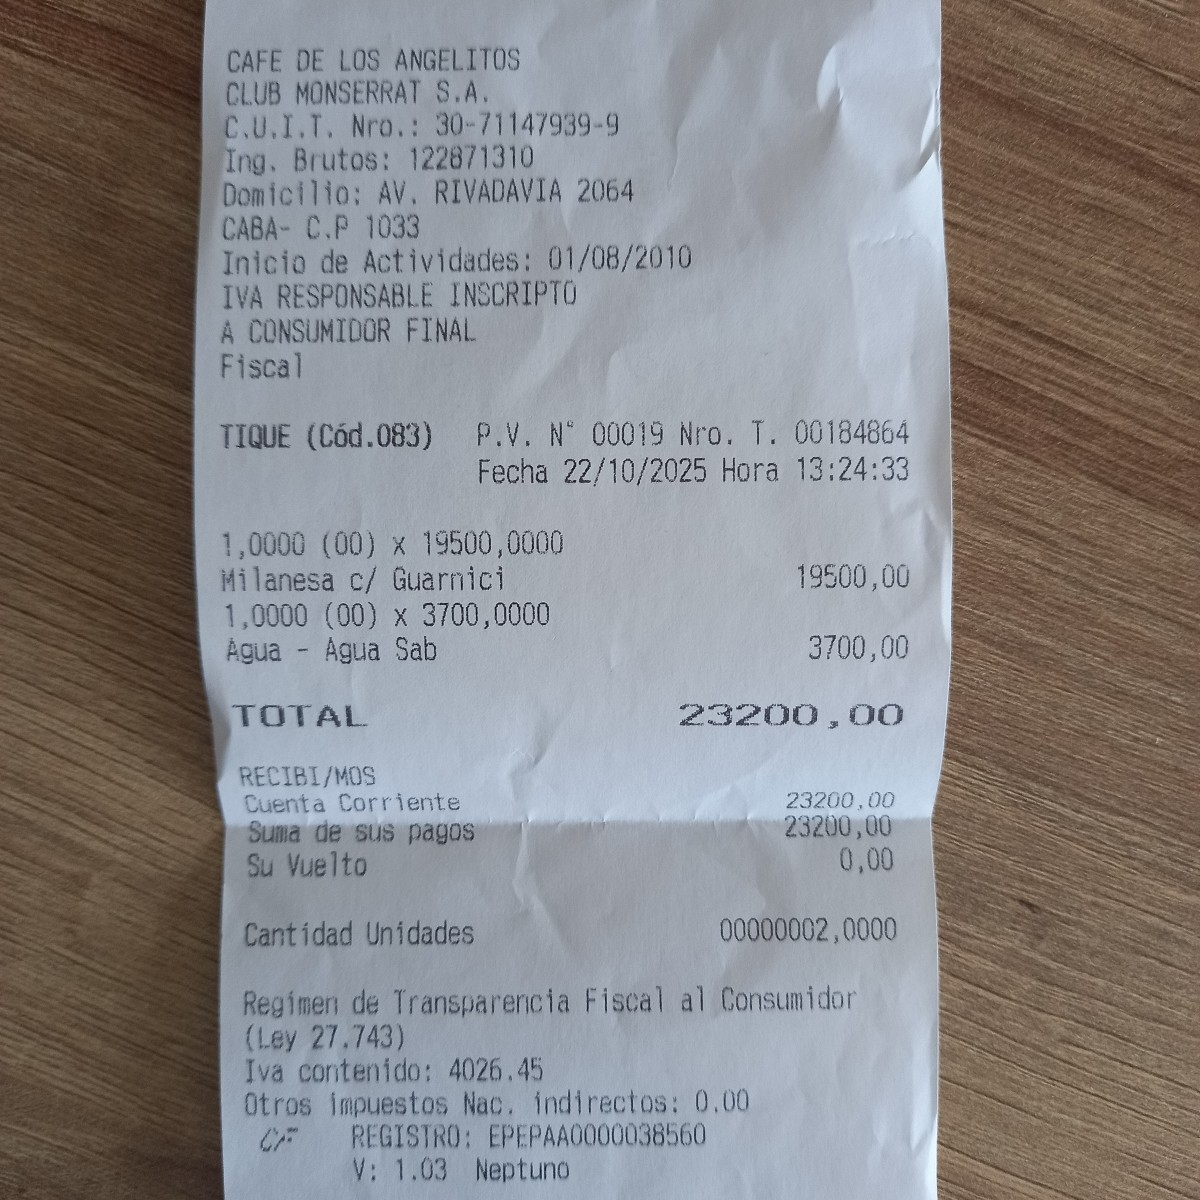 CAFE DE LOS ANGELITOS
CLUB MONSERRAT S.A.
C.U.I.T. Nro.: 30-71147939-9
Ing. Brutos: 122871310
Domicilio: AV. RIVADAVIA 2064
CABA- C.P 1033
Inicio de Actividades: 01/08/2010
IVA RESPONSABLE INSCRIPTO
A CONSUMIDOR FINAL
Fiscal
TIQUE (Cód.083) P.V. N° 00019 Nro. T. 00184864
Fecha 22/10/2025 Hora 13:24:33
1,0000 (00) x 19500,0000
Milanesa c/ Guarnici 19500,00
1,0000 (00) x 3700,0000
Agua - Agua Sab 3700,00
TOTAL 23200,00
RECIBI/MOS
Cuenta Corriente 23200,00
Suma de sus pagos 23200,00
Su Vuelto 0,00
Cantidad Unidades 00000002,0000
Regimen de Transparencia Fiscal al Consumidor
(Ley 27.743)
Iva contenido: 4026.45
Otros impuestos Nac. indirectos: 0.00
CF REGISTRO: EPEPAA0000038560
V: 1.03 Neptuno